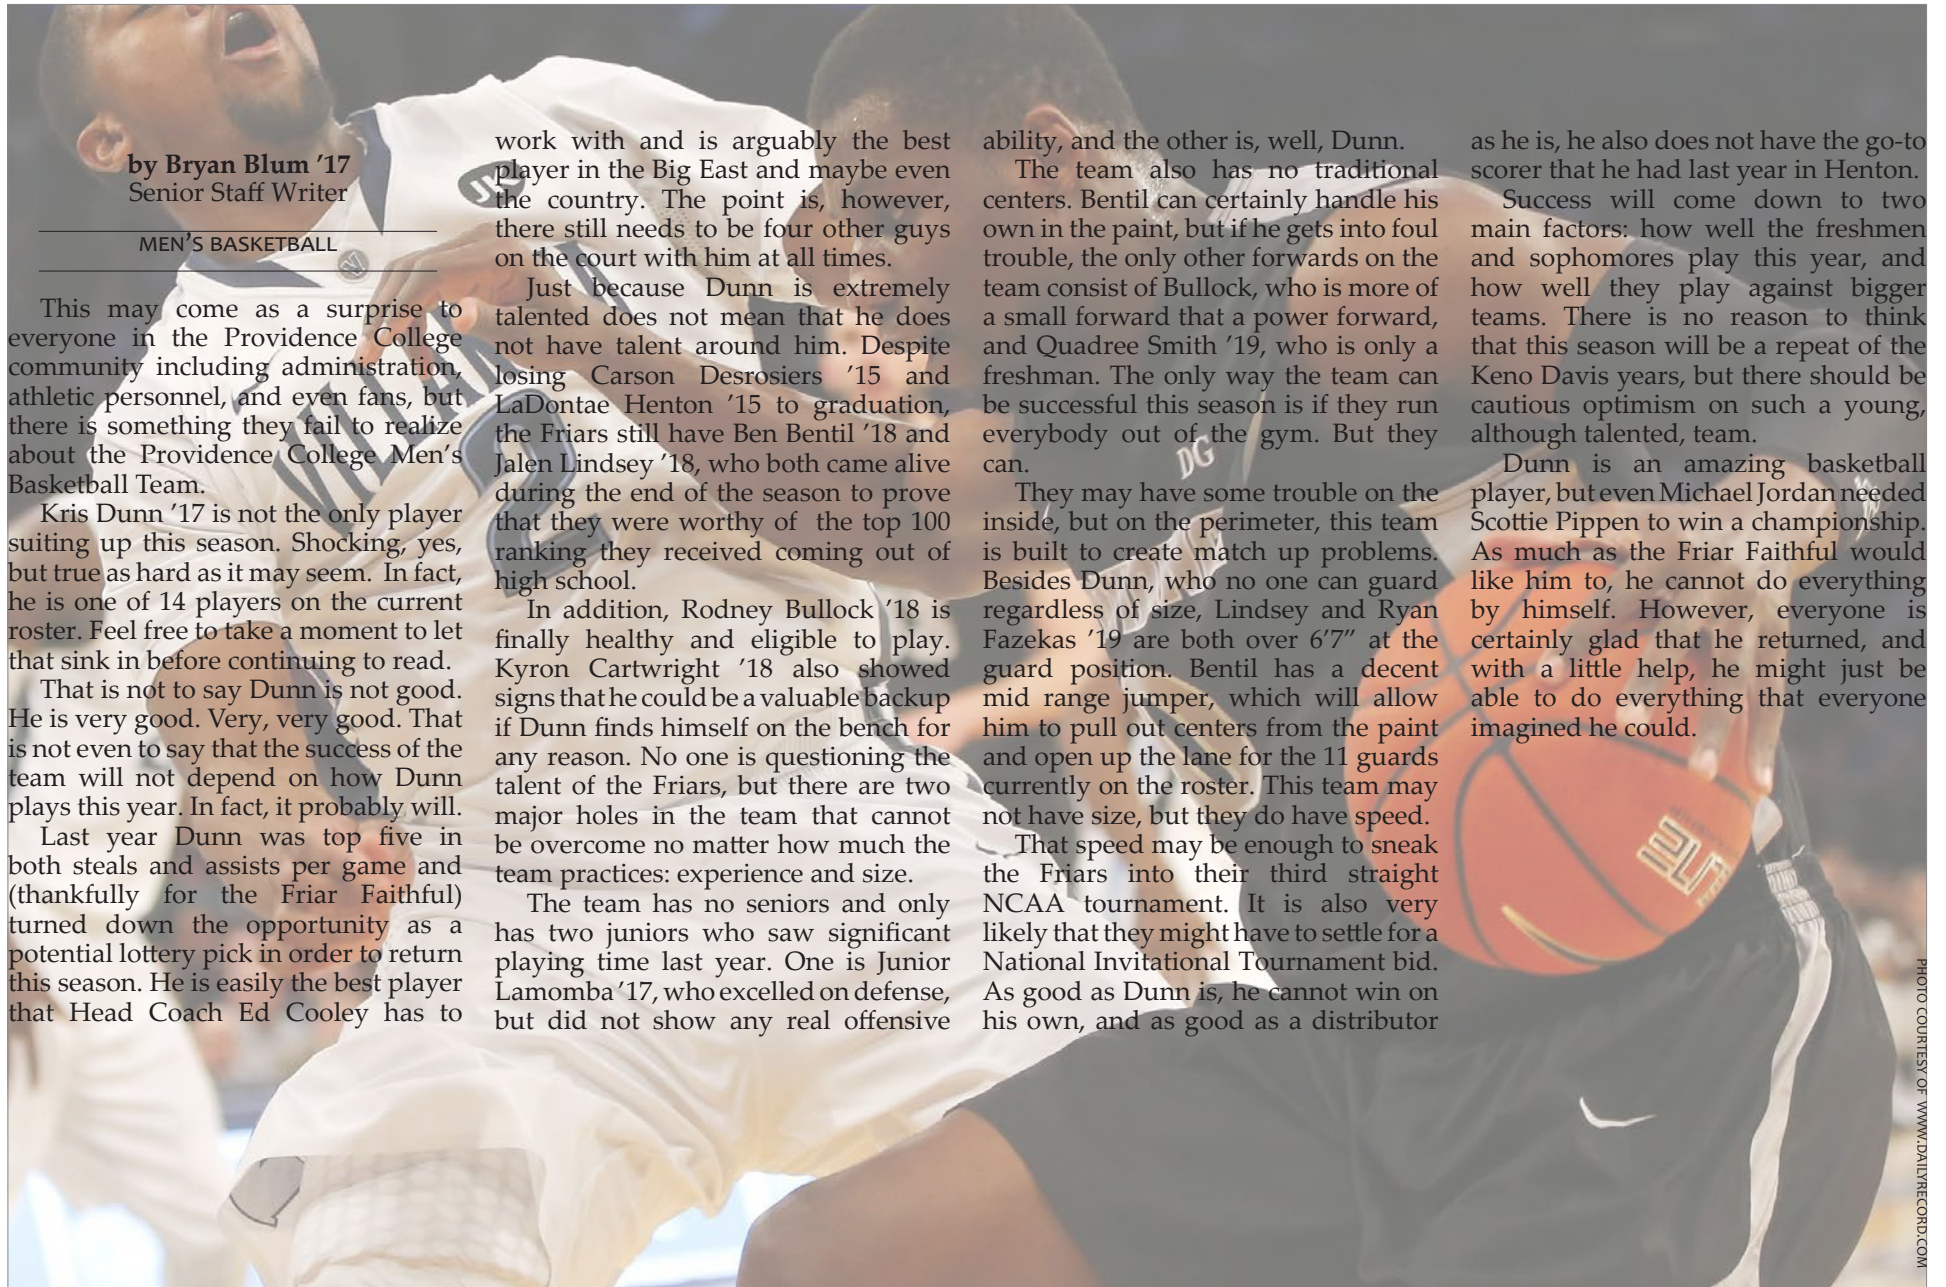 by Bryan Blum ’17
Senior Staff Writer
MEN’S BASKETBALL
This may come as a surprise to
everyone in the Providence College
community including administration,
athletic personnel, and even fans, but
there is something they fail to realize
about the Providence College Men’s
Basketball Team.
Kris Dunn ’17 is not the only player
suiting up this season. Shocking, yes,
but true as hard as it may seem. In fact,
he is one of 14 players on the current
roster. Feel free to take a moment to let
that sink in before continuing to read.
That is not to say Dunn is not good.
He is very good. Very, very good. That
is not even to say that the success of the
team will not depend on how Dunn
plays this year. In fact, it probably will.
Last year Dunn was top five in
both steals and assists per game and
(thankfully for the Friar Faithful)
turned down the opportunity as a
potential lottery pick in order to return
this season. He is easily the best player
that Head Coach Ed Cooley has to
work with and is arguably the best
player in the Big East and maybe even
the country. The point is, however,
there still needs to be four other guys
on the court with him at all times.
Just because Dunn is extremely
talented does not mean that he does
not have talent around him. Despite
losing Carson Desrosiers ’15 and
LaDontae Henton ’15 to graduation,
the Friars still have Ben Bentil ’18 and
Jalen Lindsey ’18, who both came alive
during the end of the season to prove
that they were worthy of the top 100
ranking they received coming out of
high school.
In addition, Rodney Bullock ’18 is
finally healthy and eligible to play.
Kyron Cartwright ’18 also showed
signs that he could be a valuable backup
if Dunn finds himself on the bench for
any reason. No one is questioning the
talent of the Friars, but there are two
major holes in the team that cannot
be overcome no matter how much the
team practices: experience and size.
The team has no seniors and only
has two juniors who saw significant
playing time last year. One is Junior
Lamomba ’17, who excelled on defense,
but did not show any real offensive
ability, and the other is, well, Dunn.
The team also has no traditional
centers. Bentil can certainly handle his
own in the paint, but if he gets into foul
trouble, the only other forwards on the
team consist of Bullock, who is more of
a small forward that a power forward,
and Quadree Smith ’19, who is only a
freshman. The only way the team can
be successful this season is if they run
everybody out of the gym. But they
can.
They may have some trouble on the
inside, but on the perimeter, this team
is built to create match up problems.
Besides Dunn, who no one can guard
regardless of size, Lindsey and Ryan
Fazekas ’19 are both over 6’7” at the
guard position. Bentil has a decent
mid range jumper, which will allow
him to pull out centers from the paint
and open up the lane for the 11 guards
currently on the roster. This team may
not have size, but they do have speed.
That speed may be enough to sneak
the Friars into their third straight
NCAA tournament. It is also very
likely that they might have to settle for a
National Invitational Tournament bid.
As good as Dunn is, he cannot win on
his own, and as good as a distributor
as he is, he also does not have the go-to
scorer that he had last year in Henton.
Success will come down to two
main factors: how well the freshmen
and sophomores play this year, and
how well they play against bigger
teams. There is no reason to think
that this season will be a repeat of the
Keno Davis years, but there should be
cautious optimism on such a young,
although talented, team.
Dunn is an amazing basketball
player, but even Michael Jordan needed
Scottie Pippen to win a championship.
As much as the Friar Faithful would
like him to, he cannot do everything
by himself. However, everyone is
certainly glad that he returned, and
with a little help, he might just be
able to do everything that everyone
imagined he could.
JK
V
2
DG
ELITE
PHOTO COURTESY OF WWW.DAILYRECORD.COM